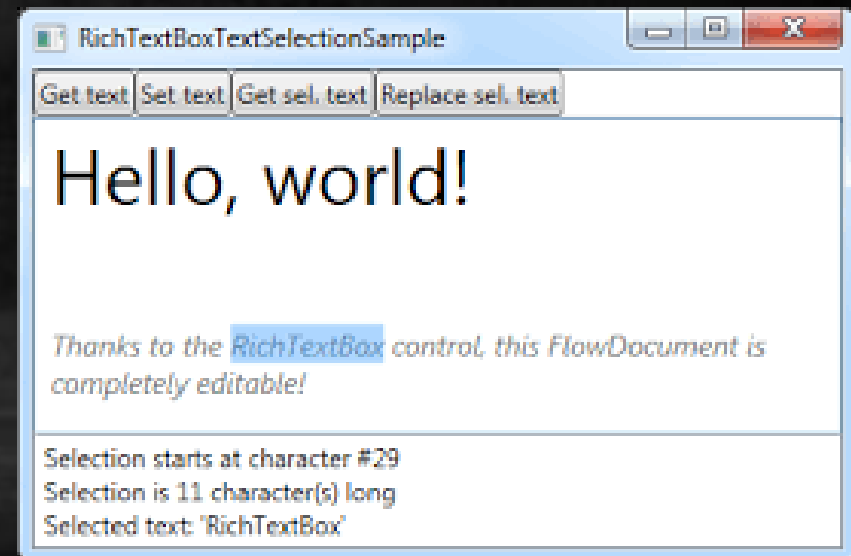 RichTextBoxTextSelectionSample
Get text Set text Get sel. text Replace sel. text
Hello, world!
Thanks to the RichTextBox control, this FlowDocument is
completely editable!
Selection starts at character #29
Selection is 11 character(s) long
Selected text: 'RichTextBox'